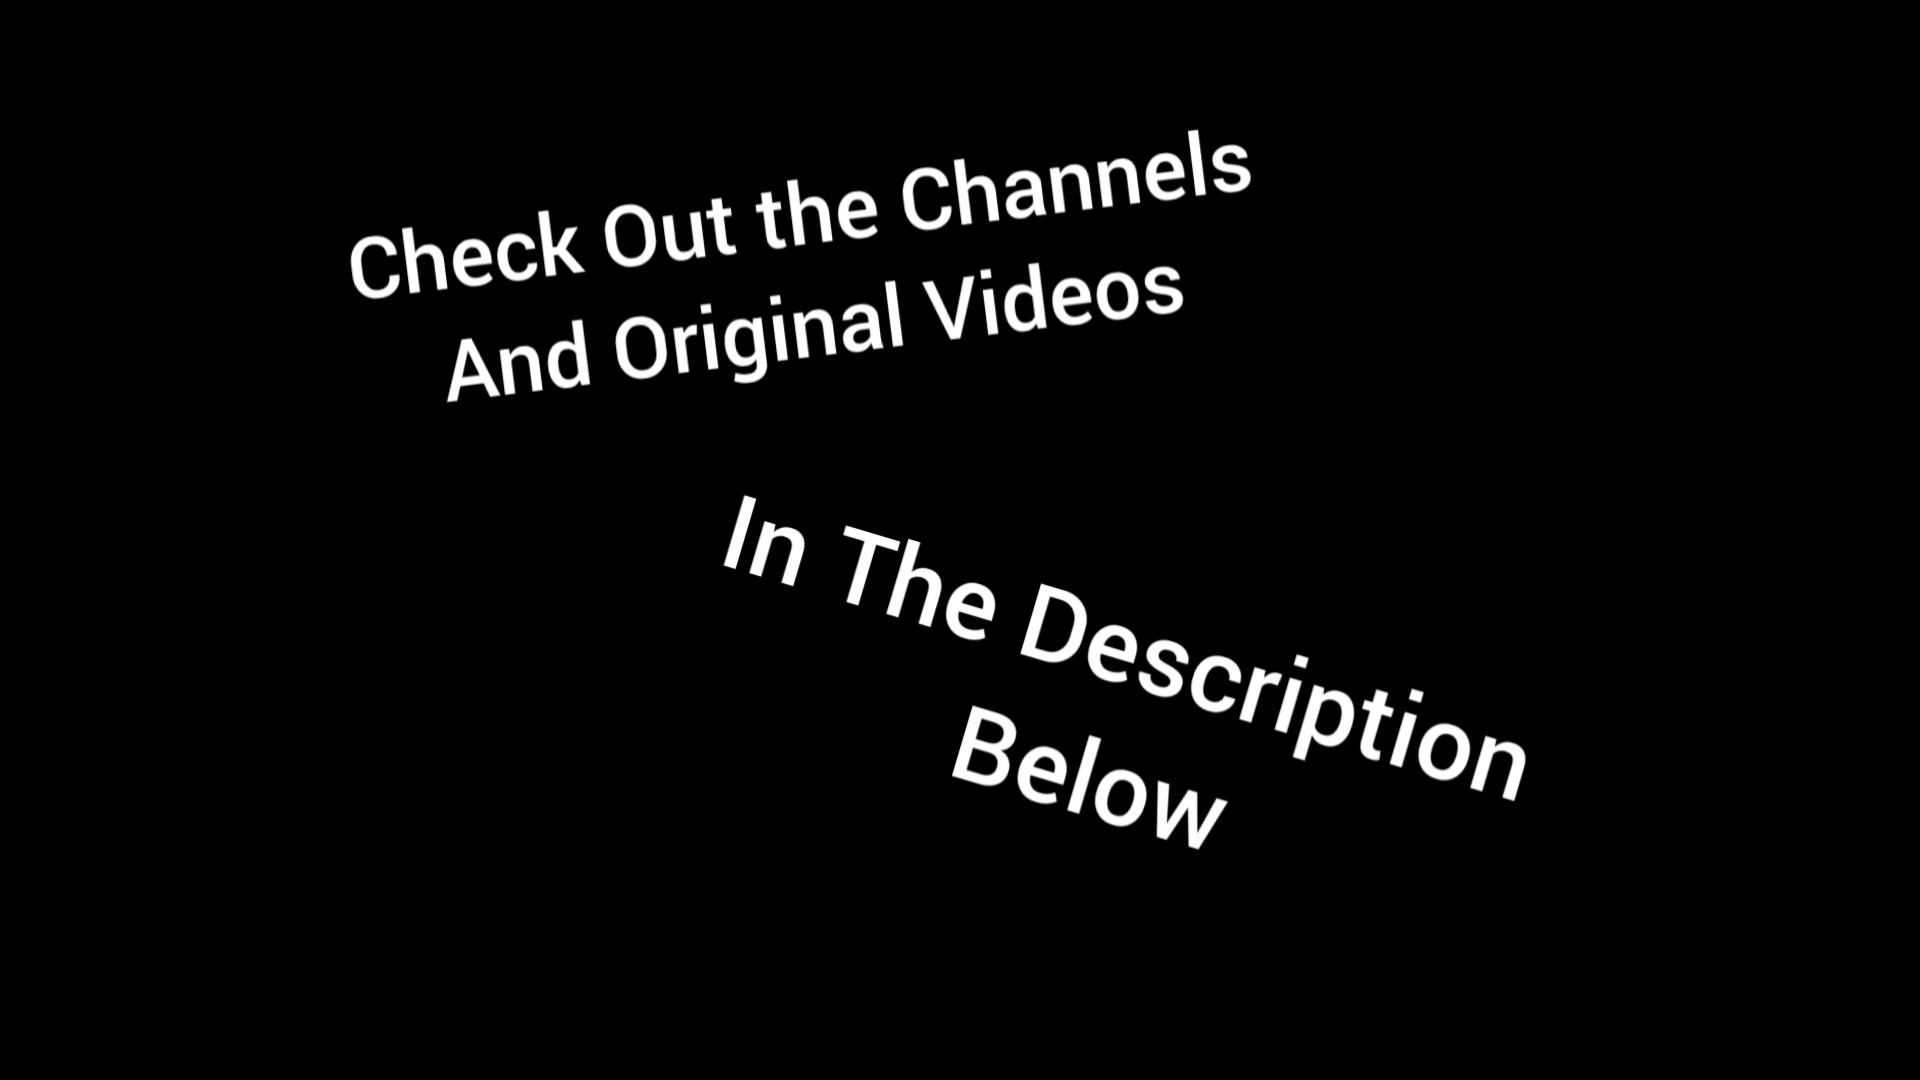 Check Out the Channels
And Original Videos
In The Description
Below